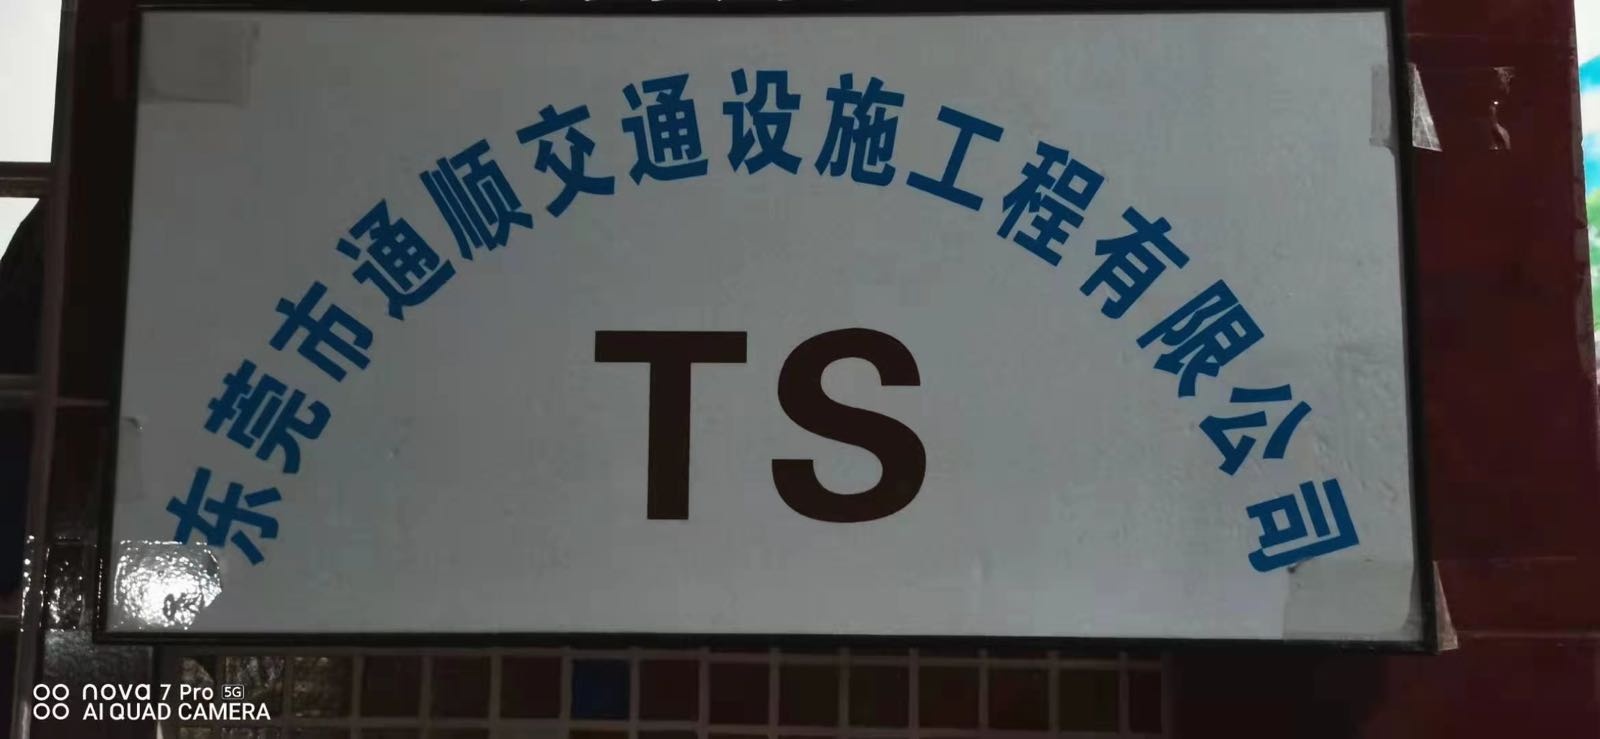 东莞市通顺交通设施工程有限公司
TS
nova 7 Pro 5G
AI QUAD CAMERA